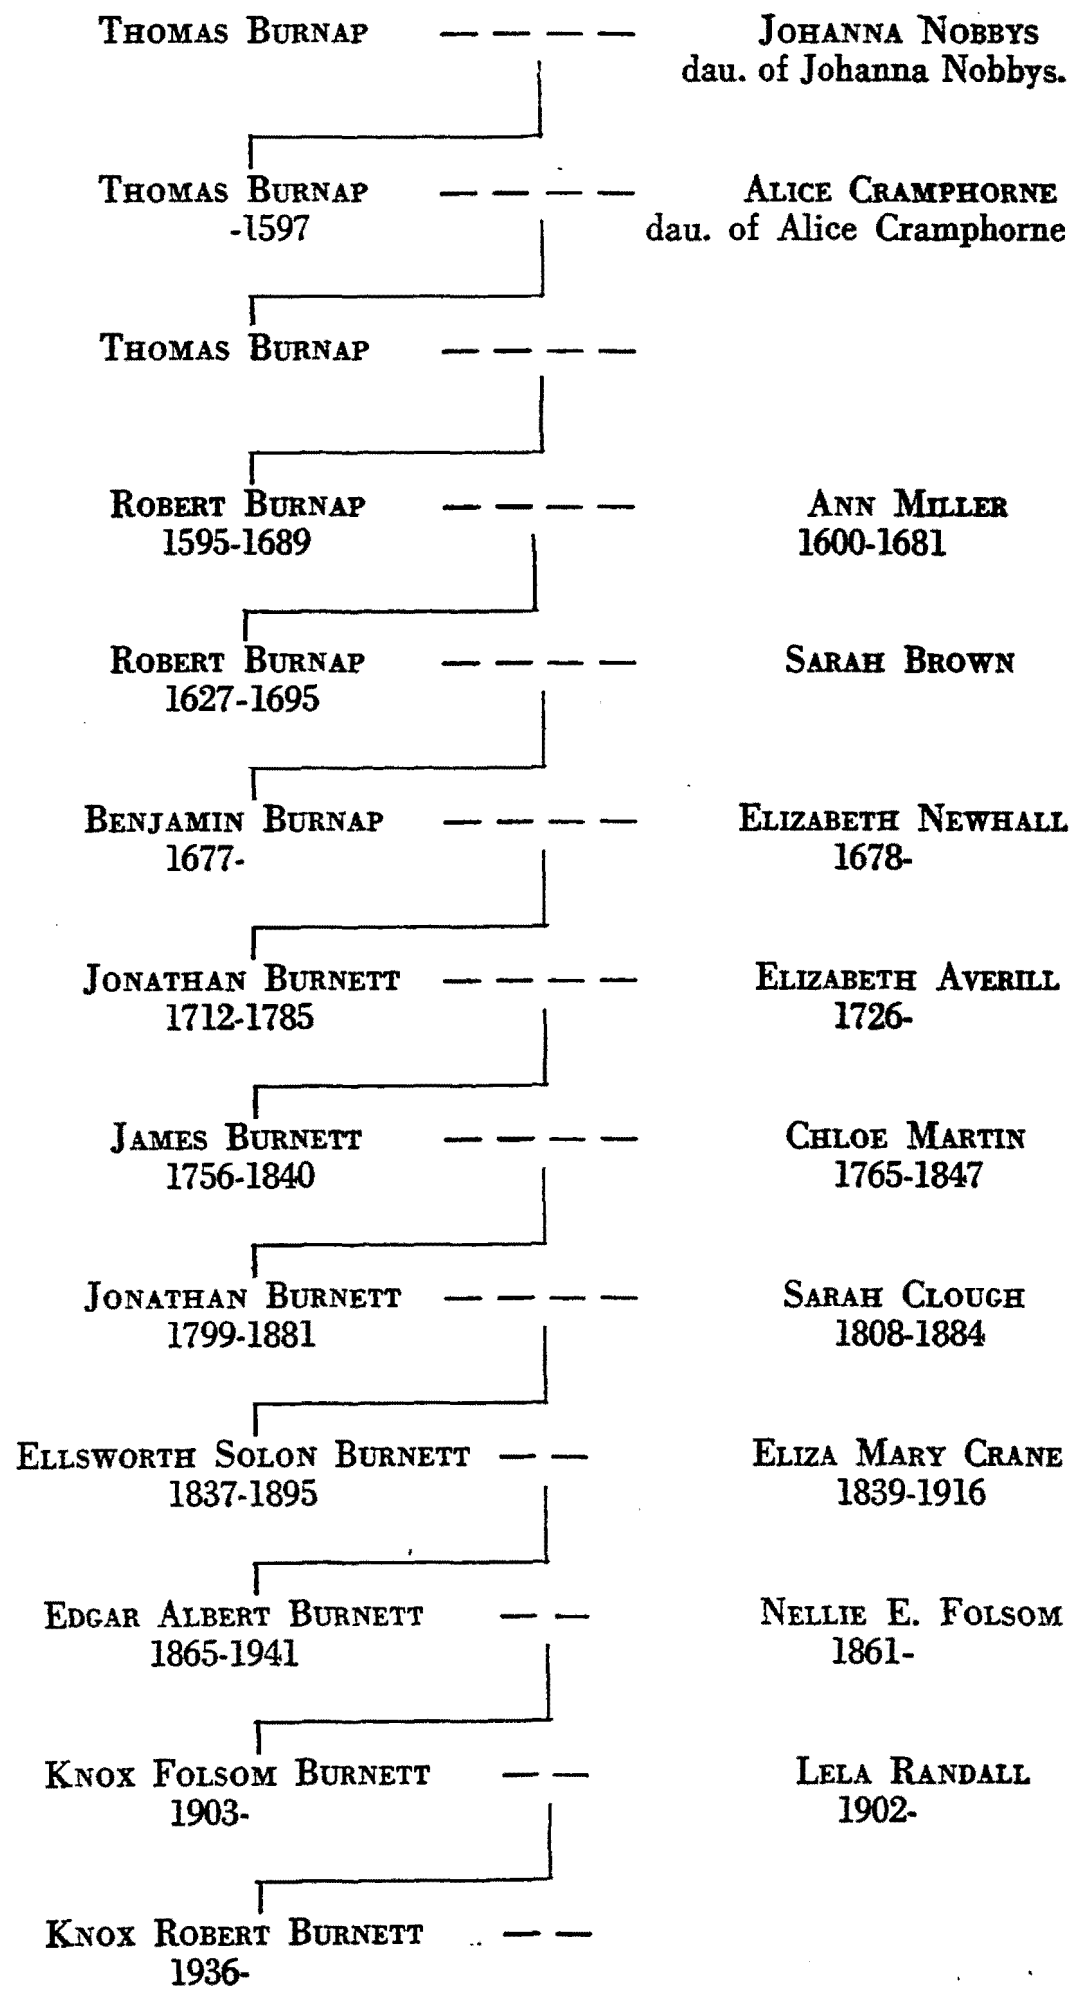 THOMAS BURNAP — — — — JOHANNA NOBBYS
dau. of Johanna Nobbys.
THOMAS BURNAP — — — — ALICE CRAMPHORNE
-1597 dau. of Alice Cramphorne
THOMAS BURNAP — — — —
ROBERT BURNAP — — — — ANN MILLER
1595-1689 1600-1681
ROBERT BURNAP — — — — SARAH BROWN
1627-1695
BENJAMIN BURNAP — — — — ELIZABETH NEWHALL
1677- 1678-
JONATHAN BURNETT — — — — ELIZABETH AVERILL
1712-1785 1726-
JAMES BURNETT — — — — CHLOE MARTIN
1756-1840 1765-1847
JONATHAN BURNETT — — — — SARAH CLOUGH
1799-1881 1808-1884
ELLSWORTH SOLON BURNETT — — ELIZA MARY CRANE
1837-1895 1839-1916
EDGAR ALBERT BURNETT — — NELLIE E. FOLSOM
1865-1941 1861-
KNOX FOLSOM BURNETT — — LELA RANDALL
1903- 1902-
KNOX ROBERT BURNETT — —
1936-